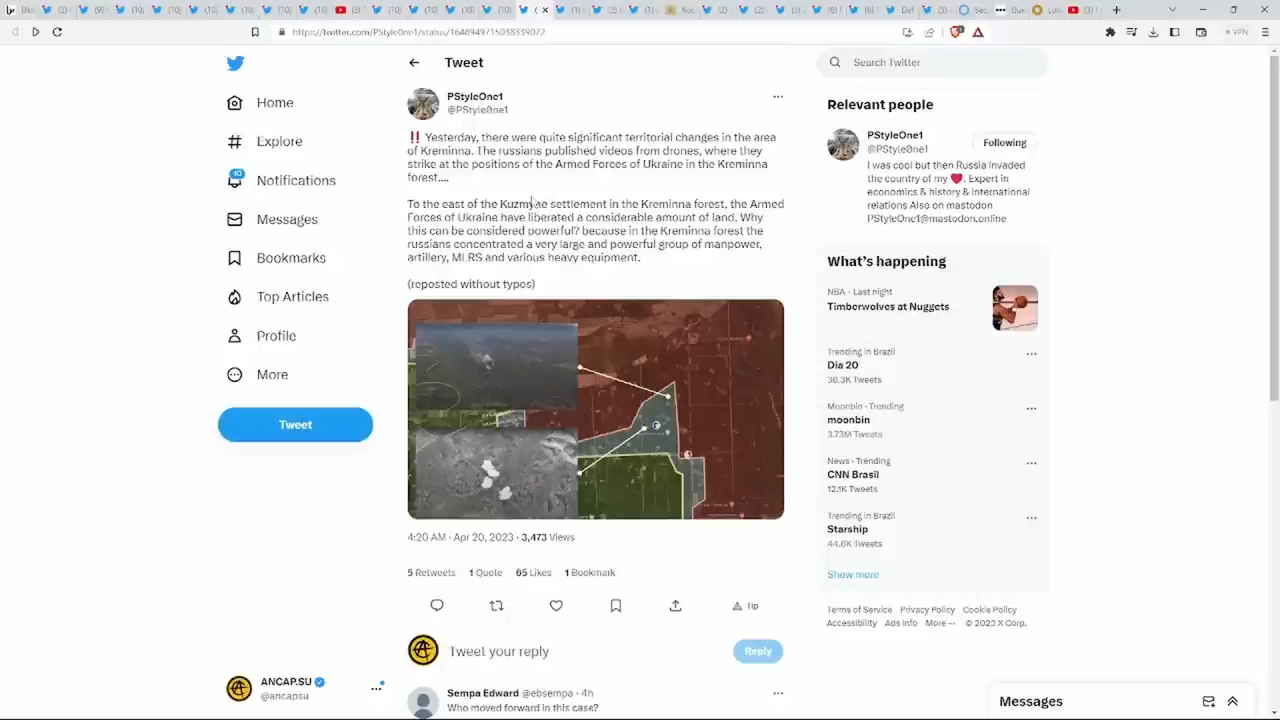 https://twitter.com/PStyle0ne1/status/1648949715038339072
VPN
Home
Explore
Notifications
Messages
Bookmarks
Top Articles
Profile
More
Tweet
ANCAP.SU
@ancapsu
Tweet
PStyleOne1
@PStyle0ne1
‼️ Yesterday, there were quite significant territorial changes in the area
of Kreminna. The russians published videos from drones, where they
strike at the positions of the Armed Forces of Ukraine in the Kreminna
forest....
To the east of the Kuzmyne settlement in the Kreminna forest, the Armed
Forces of Ukraine have liberated a considerable amount of land. Why
this can be considered powerful? because in the Kreminna forest the
russians concentrated a very large and powerful group of manpower,
artillery, MLRS and various heavy equipment.
(reposted without typos)
4:20 AM · Apr 20, 2023 · 3,473 Views
5 Retweets 1 Quote 65 Likes 1 Bookmark
Tip
Tweet your reply
Reply
Sempa Edward @ebsempa · 4h
Who moved forward in this case?
Search Twitter
Relevant people
PStyleOne1
@PStyle0ne1
Following
I was cool but then Russia invaded
the country of my ❤️. Expert in
economics & history & international
relations Also on mastodon
PStyleOne1@mastodon.online
What's happening
NBA · Last night
Timberwolves at Nuggets
Trending in Brazil
Dia 20
30.3K Tweets
Moonbin · Trending
moonbin
3.73M Tweets
News · Trending
CNN Brasil
12.1K Tweets
Trending in Brazil
Starship
44.6K Tweets
Show more
Terms of Service Privacy Policy Cookie Policy
Accessibility Ads info More ··· © 2023 X Corp.
Messages